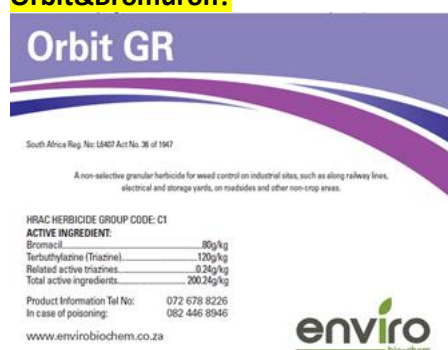 Orbit&Bromuron?
Orbit GR
South Africa Reg. No: L6407 Act No. 36 of 1947
A non-selective granular herbicide for weed control on industrial sites, such as along railway lines,
electrical and storage yards, on roadsides and other non-crop areas.
HRAC HERBICIDE GROUP CODE: C1
ACTIVE INGREDIENT:
Bromacil..............................80g/kg
Terbuthylazine (Triazine)..............................120g/kg
Related active triazines..............................0.24g/kg
Total active ingredients..............................200.24g/kg
Product Information Tel No: 072 678 8226
In case of poisoning: 082 446 8946
www.envirobiochem.co.za
enviro